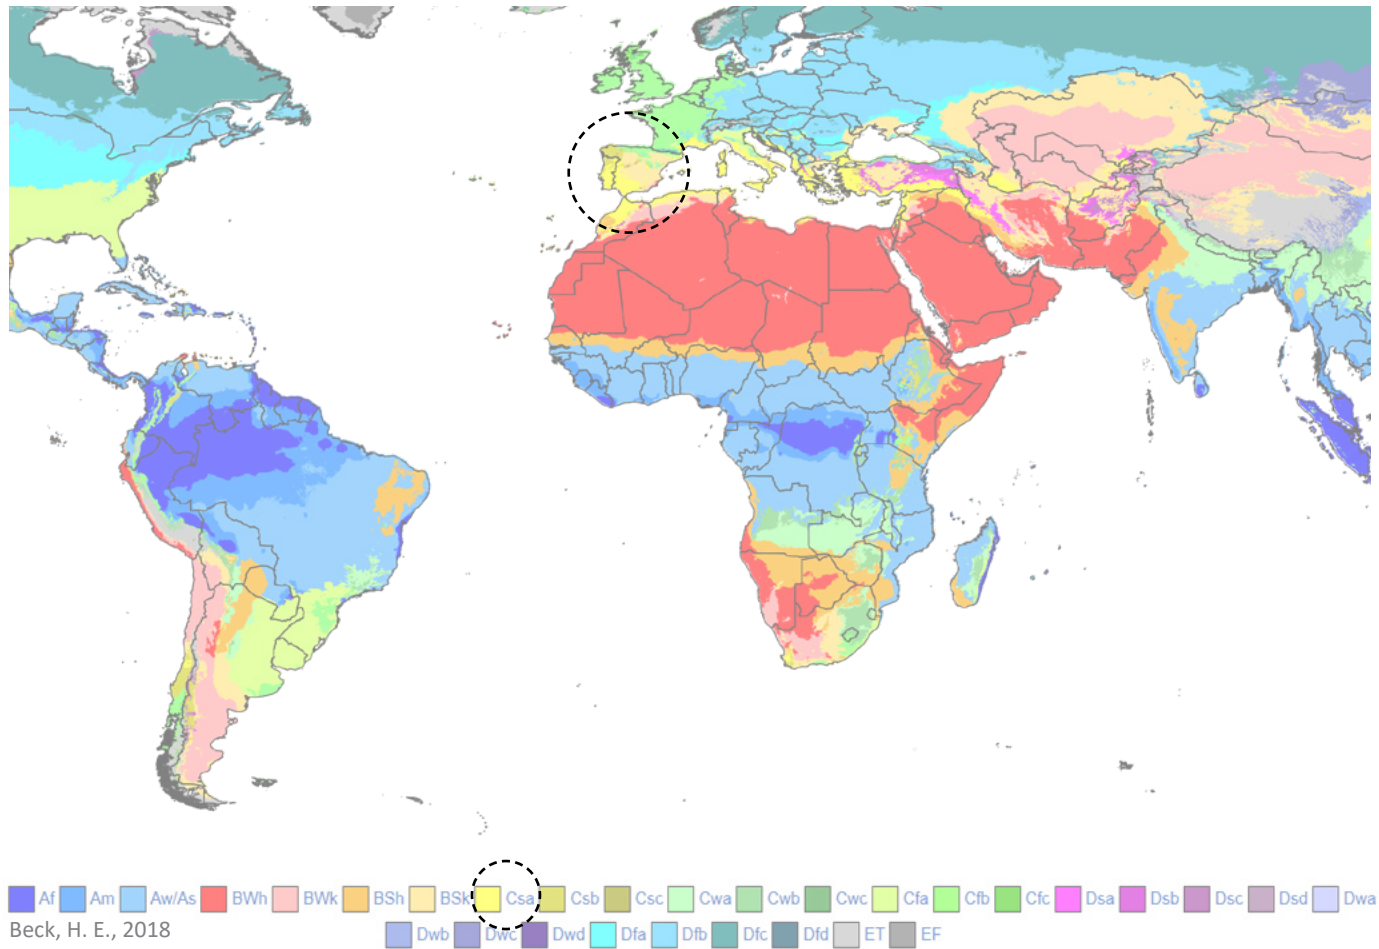 Af Am Aw/As BWh BWk BSh BSk Csa Csb Csc Cwa Cwb Cwc Cfa Cfb Cfc Dsa Dsb Dsc Dsd Dwa
Beck, H. E., 2018
Dwb Dwc Dwd Dfa Dfb Dfc Dfd ET EF